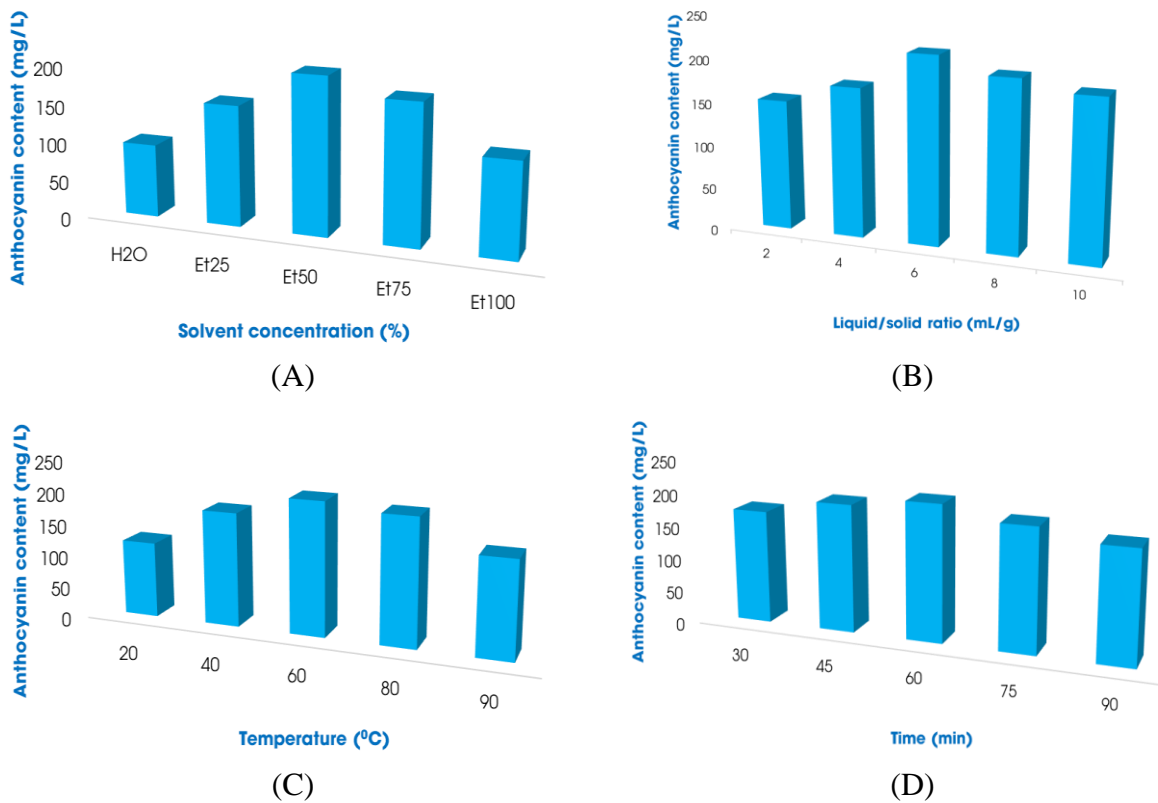 Anthocyanin content (mg/L)
200
150
100
50
0
H2O
Et25
Et50
Et75
Et100
Solvent concentration (%)
(A)
Anthocyanin content (mg/L)
250
200
150
100
50
0
2
4
6
8
10
Liquid/solid ratio (mL/g)
(B)
Anthocyanin content (mg/L)
250
200
150
100
50
0
20
40
60
80
90
Temperature (⁰C)
(C)
Anthocyanin content (mg/L)
250
200
150
100
50
0
30
45
60
75
90
Time (min)
(D)